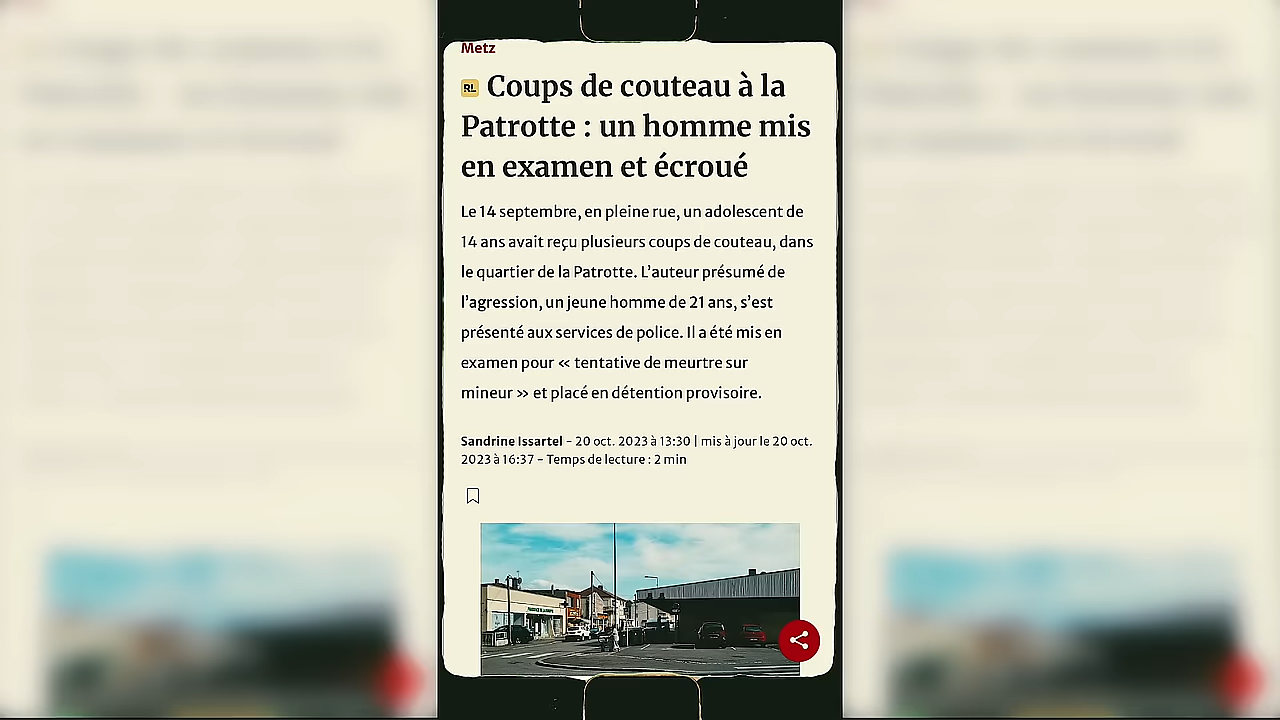 Metz
RL Coups de couteau à la
Patrotte : un homme mis
en examen et écroué
Le 14 septembre, en pleine rue, un adolescent de
14 ans avait reçu plusieurs coups de couteau, dans
le quartier de la Patrotte. L’auteur présumé de
l’agression, un jeune homme de 21 ans, s’est
présenté aux services de police. Il a été mis en
examen pour « tentative de meurtre sur
mineur » et placé en détention provisoire.
Sandrine Issartel - 20 oct. 2023 à 13:30 | mis à jour le 20 oct.
2023 à 16:37 - Temps de lecture : 2 min